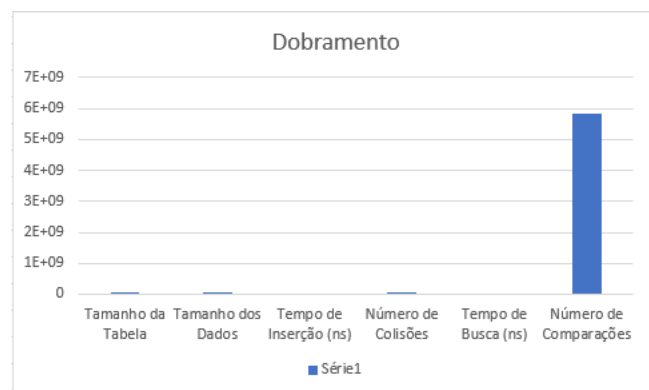 Dobramento
7E+09
6E+09
5E+09
4E+09
3E+09
2E+09
1E+09
0
Tamanho da Tamanho dos Tempo de Número de Tempo de Número de
Tabela Dados Inserção (ns) Colisões Busca (ns) Comparações
Série1